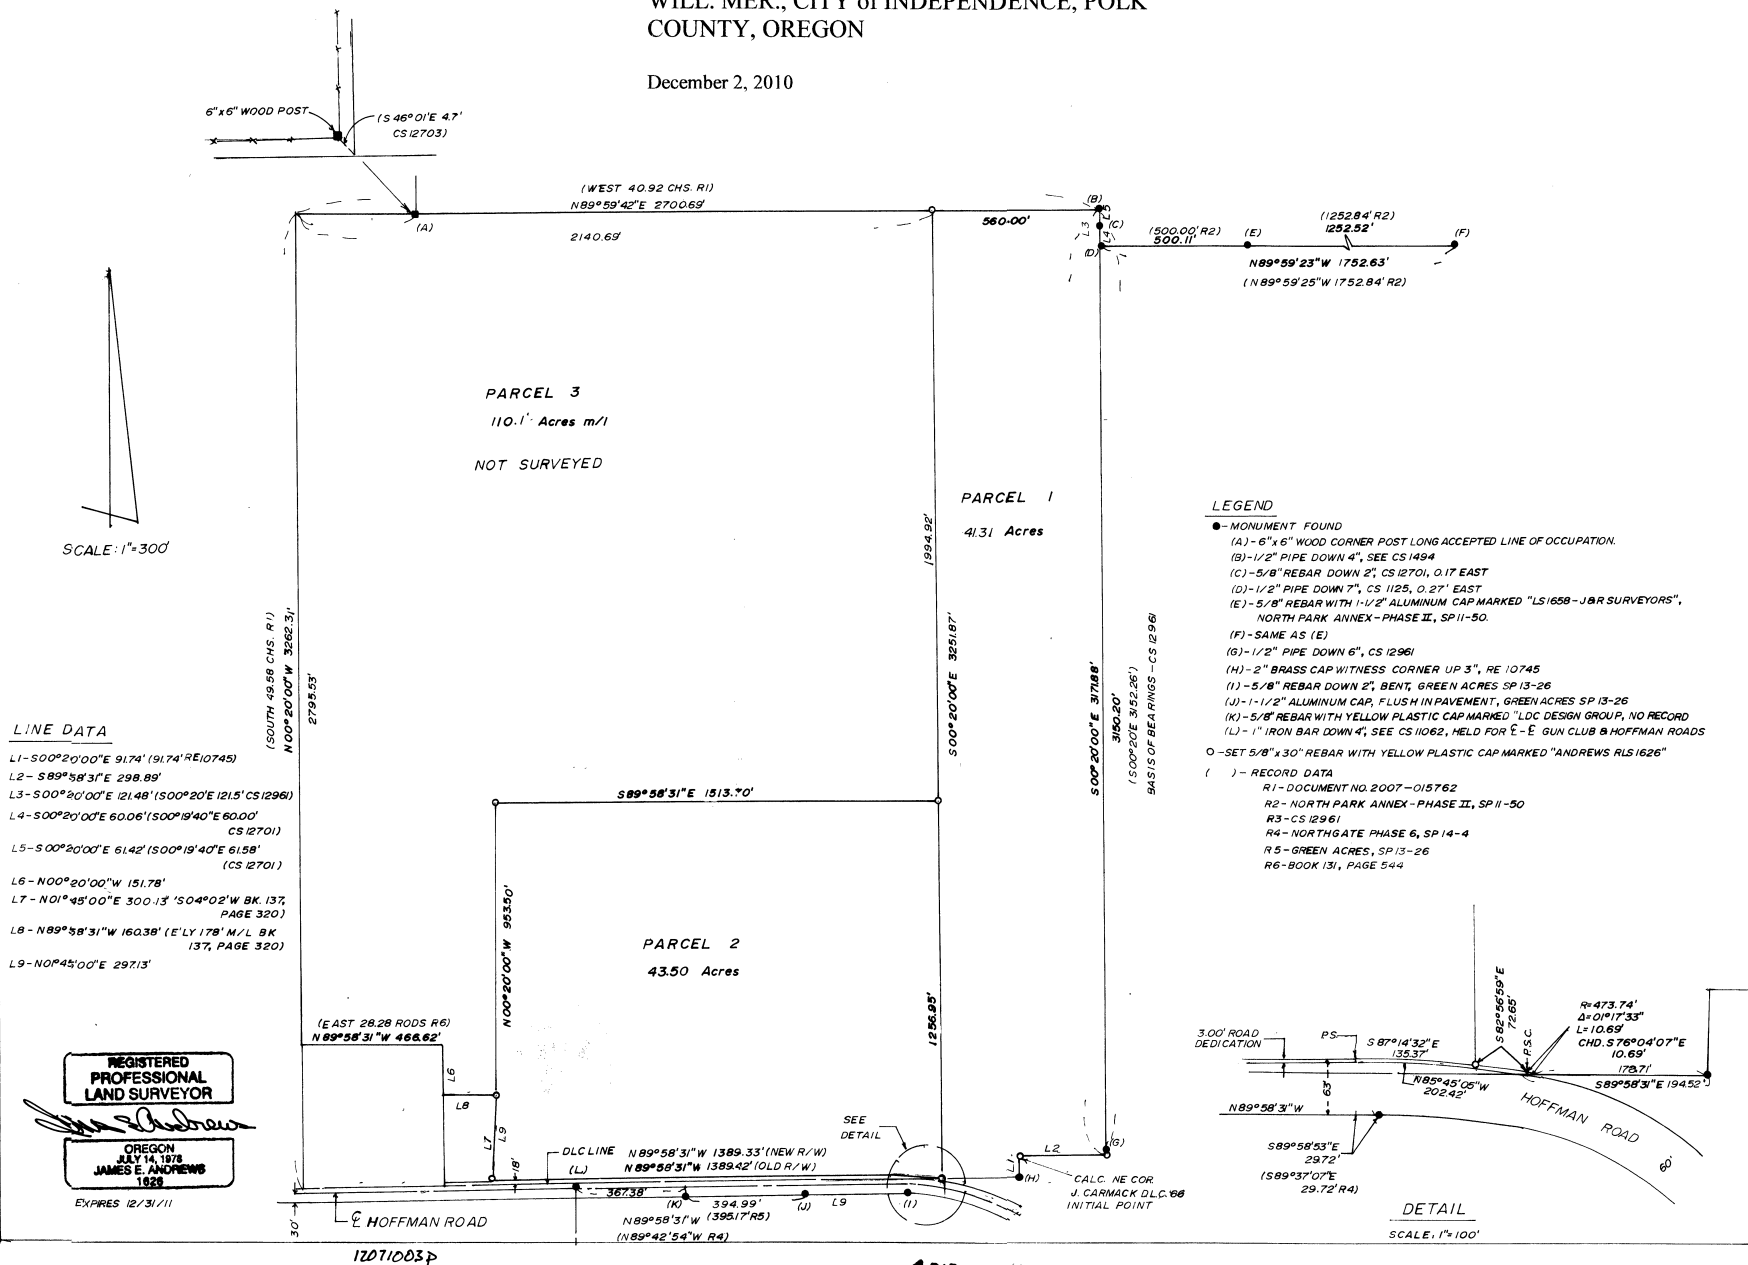 WILL. MER., CITY of INDEPENDENCE, POLK
COUNTY, OREGON
December 2, 2010
6"x6" WOOD POST
(S 46°01'E 4.7'
CS12703)
(WEST 40.92 CHS. R1)
N89°59'42"E 2700.69'
(A)
2140.69'
560.00'
(B)
L5
L3
(C)
L4
(D)
(500.00' R2)
500.11'
(E)
(1252.84' R2)
1252.52'
(F)
N89°59'23"W 1752.63'
(N89°59'25"W 1752.84' R2)
SCALE: 1"=300'
PARCEL 3
110.1' Acres m/l
NOT SURVEYED
PARCEL 1
41.31 Acres
1994.92'
S00°20'00"E 3251.87'
(SOUTH 49.58 CHS. R1)
N00°20'00"W 3262.31'
2795.53'
S00°20'00"E 3171.88'
3150.20'
(S00°20'E 3152.26')
BASIS OF BEARINGS - CS 12961
LEGEND
- MONUMENT FOUND
(A) - 6"x 6" WOOD CORNER POST LONG ACCEPTED LINE OF OCCUPATION.
(B) - 1/2" PIPE DOWN 4", SEE CS 1494
(C) - 5/8" REBAR DOWN 2", CS 12701, 0.17 EAST
(D) - 1/2" PIPE DOWN 7", CS 1125, 0.27' EAST
(E) - 5/8" REBAR WITH 1-1/2" ALUMINUM CAP MARKED "LS1658 - J&R SURVEYORS",
NORTH PARK ANNEX - PHASE II, SP 11-50.
(F) - SAME AS (E)
(G) - 1/2" PIPE DOWN 6", CS 12961
(H) - 2" BRASS CAP WITNESS CORNER UP 3", RE 10745
(I) - 5/8" REBAR DOWN 2", BENT, GREEN ACRES SP 13-26
(J) - 1-1/2" ALUMINUM CAP, FLUSH IN PAVEMENT, GREEN ACRES SP 13-26
(K) - 5/8" REBAR WITH YELLOW PLASTIC CAP MARKED "LDC DESIGN GROUP, NO RECORD
(L) - 1" IRON BAR DOWN 4", SEE CS 11062, HELD FOR ℄-℄ GUN CLUB & HOFFMAN ROADS
O - SET 5/8"x 30" REBAR WITH YELLOW PLASTIC CAP MARKED "ANDREWS RLS 1626"
( ) - RECORD DATA
R1 - DOCUMENT NO. 2007-015762
R2 - NORTH PARK ANNEX - PHASE II, SP 11-50
R3 - CS 12961
R4 - NORTHGATE PHASE 6, SP 14-4
R5 - GREEN ACRES, SP 13-26
R6 - BOOK 131, PAGE 544
LINE DATA
L1-S00°20'00"E 91.74' (91.74' RE10745)
L2- S89°58'31"E 298.89'
L3-S00°20'00"E 121.48' (S00°20'E 121.5' CS12961)
L4-S00°20'00"E 60.06' (S00°19'40"E 60.00'
CS 12701)
L5-S00°20'00"E 61.42' (S00°19'40"E 61.58'
(CS 12701)
L6-N00°20'00"W 151.78'
L7-N01°45'00"E 300.13' 'S04°02'W BK. 137,
PAGE 320)
L8-N89°58'31"W 160.38' (E'LY 178' M/L BK
137, PAGE 320)
L9-N01°45'00"E 297.13'
S89°58'31"E 1513.70'
N00°20'00"W 953.50'
PARCEL 2
43.50 Acres
1256.95'
(EAST 28.28 RODS R6)
N89°58'31"W 466.62'
L6
L8
L7
L9
18'
SEE
DETAIL
DLC LINE N89°58'31"W 1389.33' (NEW R/W)
N89°58'31"W 1389.42' (OLD R/W)
(L)
367.38'
(K)
394.99'
(395.17' R5)
(J)
L9
(I)
N89°58'31"W
(N89°42'54"W R4)
℄ HOFFMAN ROAD
30'
L1
L2
(G)
(H)
CALC. NE COR.
J. CARMACK D.L.C. 66
INITIAL POINT
REGISTERED
PROFESSIONAL
LAND SURVEYOR
James E. Andrews
OREGON
JULY 14, 1978
JAMES E. ANDREWS
1626
EXPIRES 12/31/11
12071003P
3.00' ROAD
DEDICATION
P.S.
S 87°14'32"E
135.37'
S82°56'59"E
72.65'
P.S.C.
R=473.74'
Δ=01°17'33"
L=10.69'
CHD. S76°04'07"E
10.69'
178.71'
S89°58'31"E 194.52'
N85°45'05"W
202.42'
63'
N89°58'31"W
HOFFMAN ROAD
60'
S89°58'53"E
29.72'
(S89°37'07"E
29.72' R4)
DETAIL
SCALE: 1"=100'